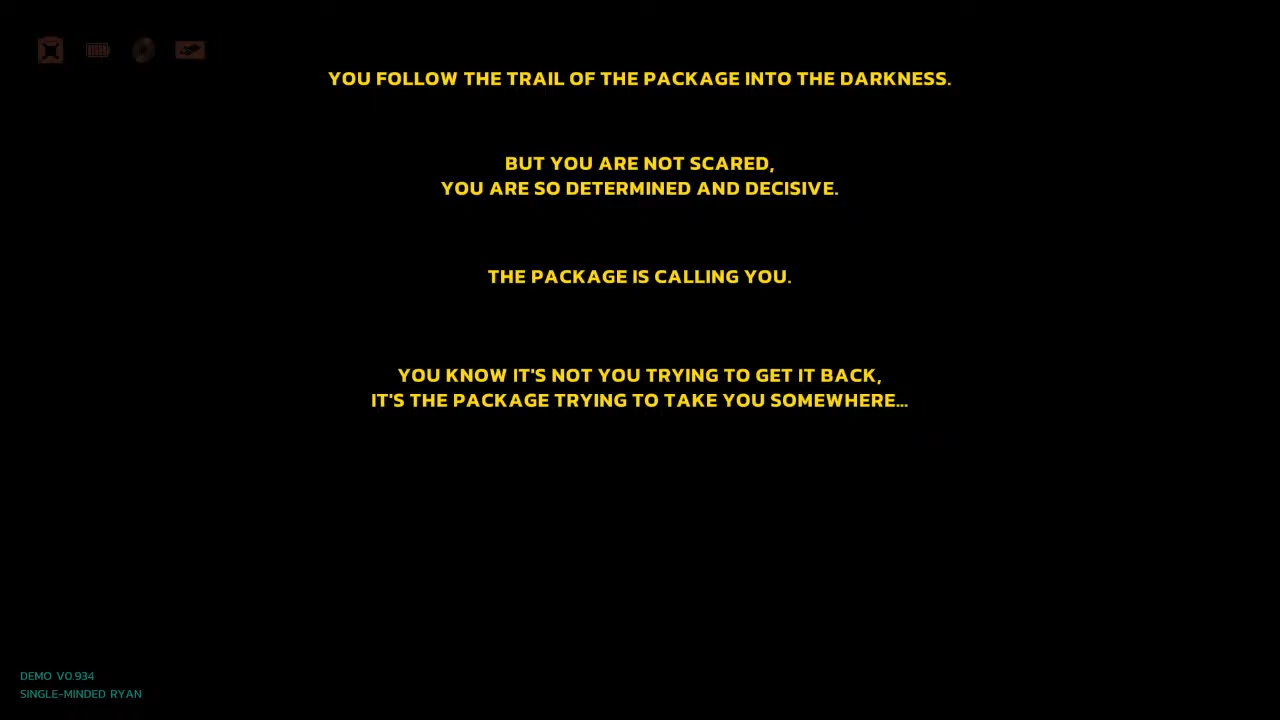 YOU FOLLOW THE TRAIL OF THE PACKAGE INTO THE DARKNESS.
BUT YOU ARE NOT SCARED,
YOU ARE SO DETERMINED AND DECISIVE.
THE PACKAGE IS CALLING YOU.
YOU KNOW IT'S NOT YOU TRYING TO GET IT BACK,
IT'S THE PACKAGE TRYING TO TAKE YOU SOMEWHERE...
DEMO V0.934
SINGLE-MINDED RYAN